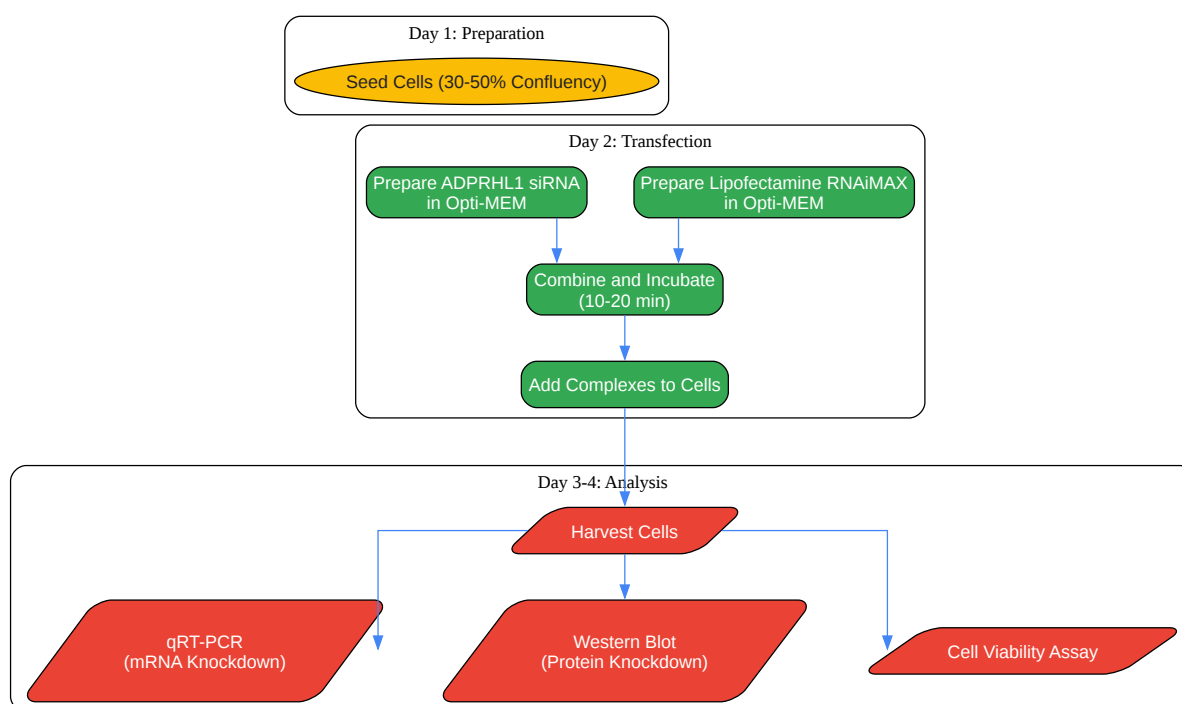 Day 1: Preparation
Seed Cells (30-50% Confluency)
Day 2: Transfection
Prepare ADPRHL1 siRNA
in Opti-MEM
Prepare Lipofectamine RNAiMAX
in Opti-MEM
Combine and Incubate
(10-20 min)
Add Complexes to Cells
Day 3-4: Analysis
Harvest Cells
qRT-PCR
(mRNA Knockdown)
Western Blot
(Protein Knockdown)
Cell Viability Assay